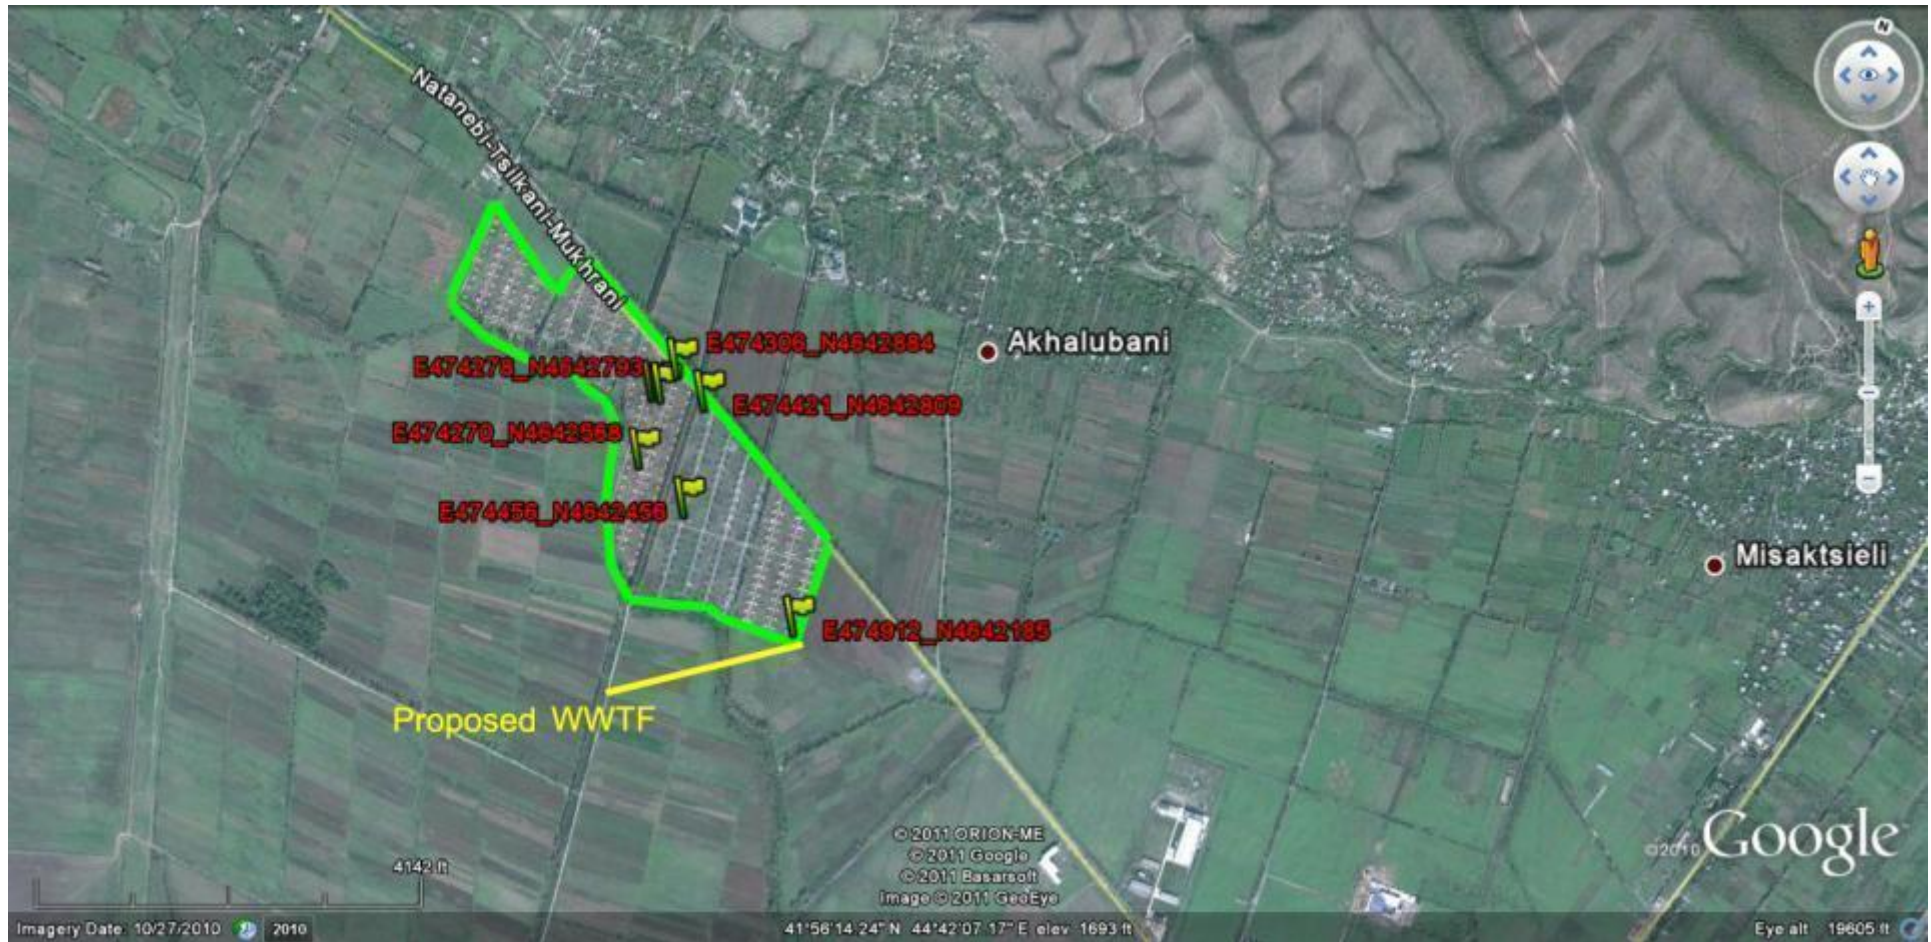 N
Natanebi-Tsilkani-Mukhrani
E474306_N4642884
Akhalubani
E474278_N4642793
E474421_N4642809
E474270_N4642568
E474456_N4642456
Misaktsieli
E474912_N4642185
Proposed WWTF
© 2011 ORION-ME
© 2011 Google
© 2011 Basarsoft
Image © 2011 GeoEye
©2010 Google
4142 ft
Imagery Date: 10/27/2010 2010
41°56'14.24" N 44°42'07.17" E elev 1693 ft
Eye alt 19605 ft